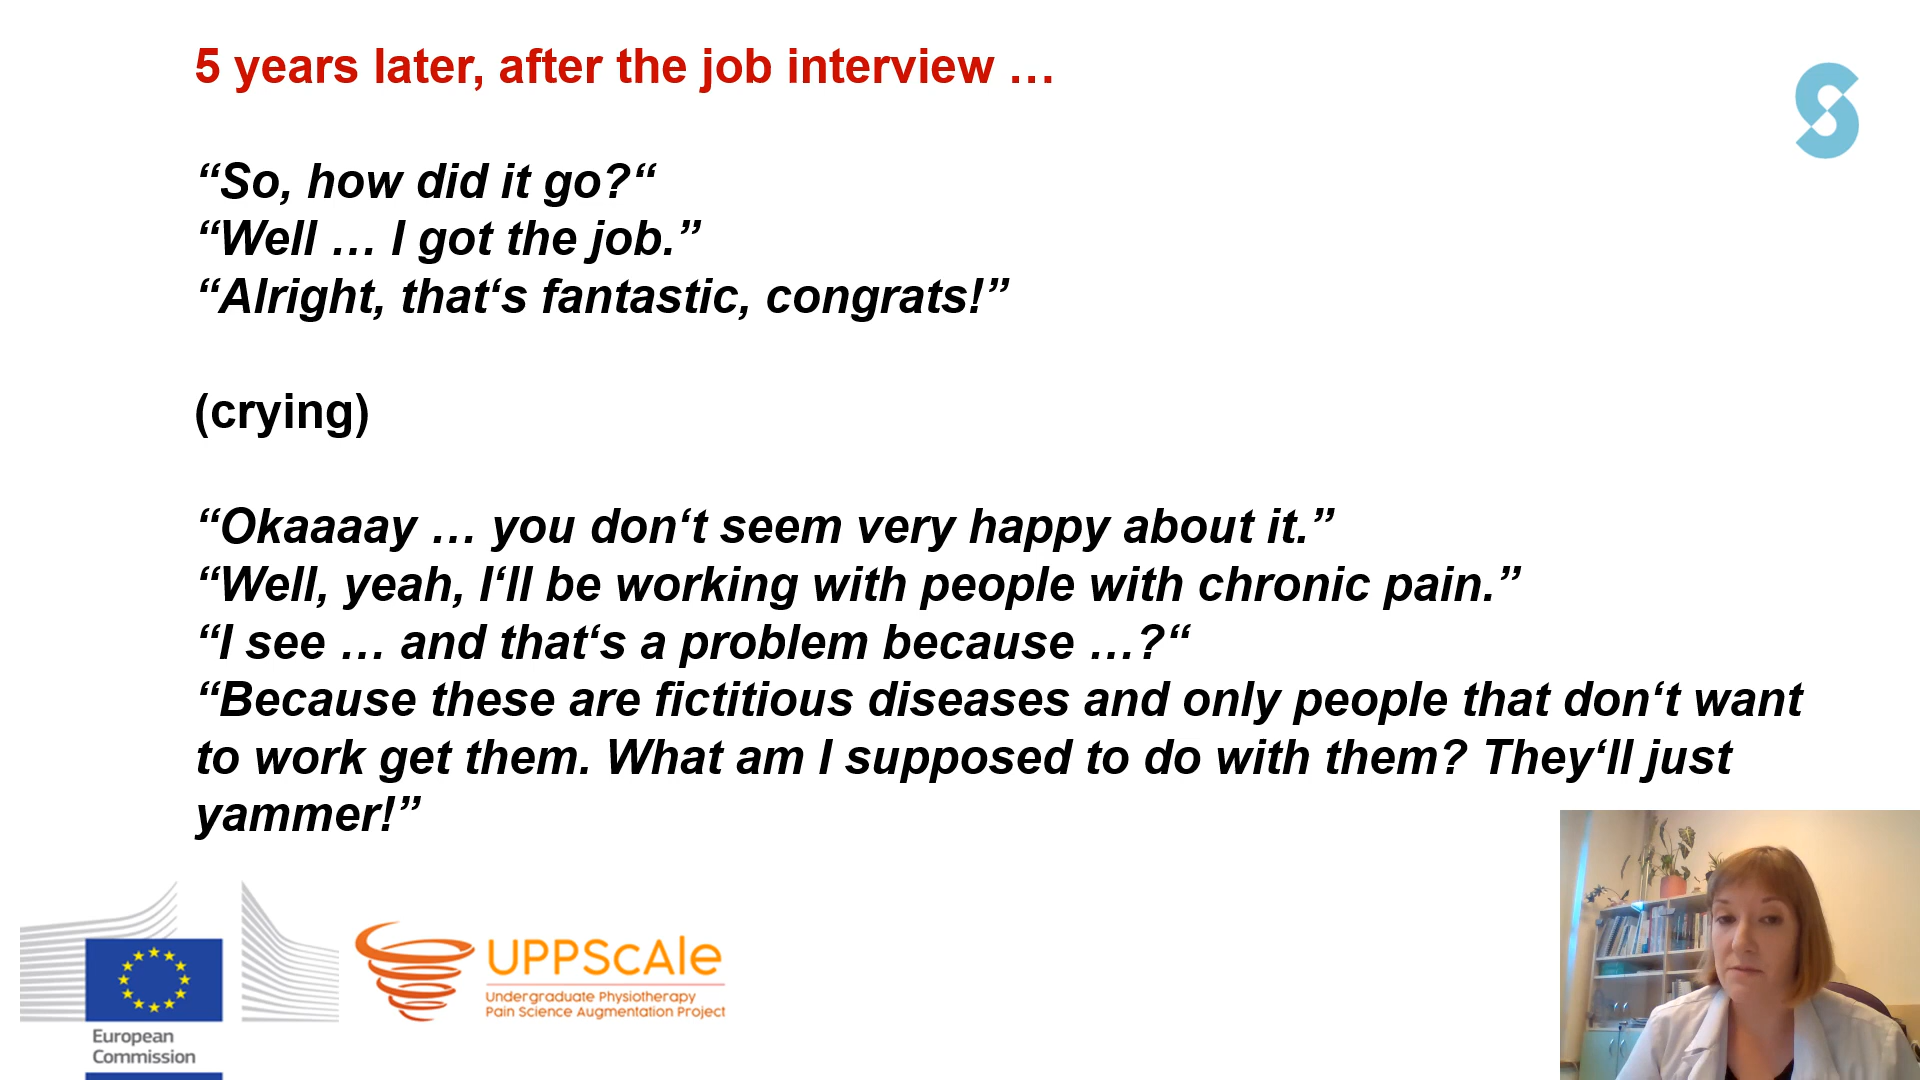 5 years later, after the job interview …
“So, how did it go?“
“Well … I got the job.”
“Alright, that‘s fantastic, congrats!”
(crying)
“Okaaaay … you don‘t seem very happy about it.”
“Well, yeah, I‘ll be working with people with chronic pain.”
“I see … and that‘s a problem because …?“
“Because these are fictitious diseases and only people that don‘t want
to work get them. What am I supposed to do with them? They‘ll just
yammer!”
European
Commission
UPPScAle
Undergraduate Physiotherapy
Pain Science Augmentation Project